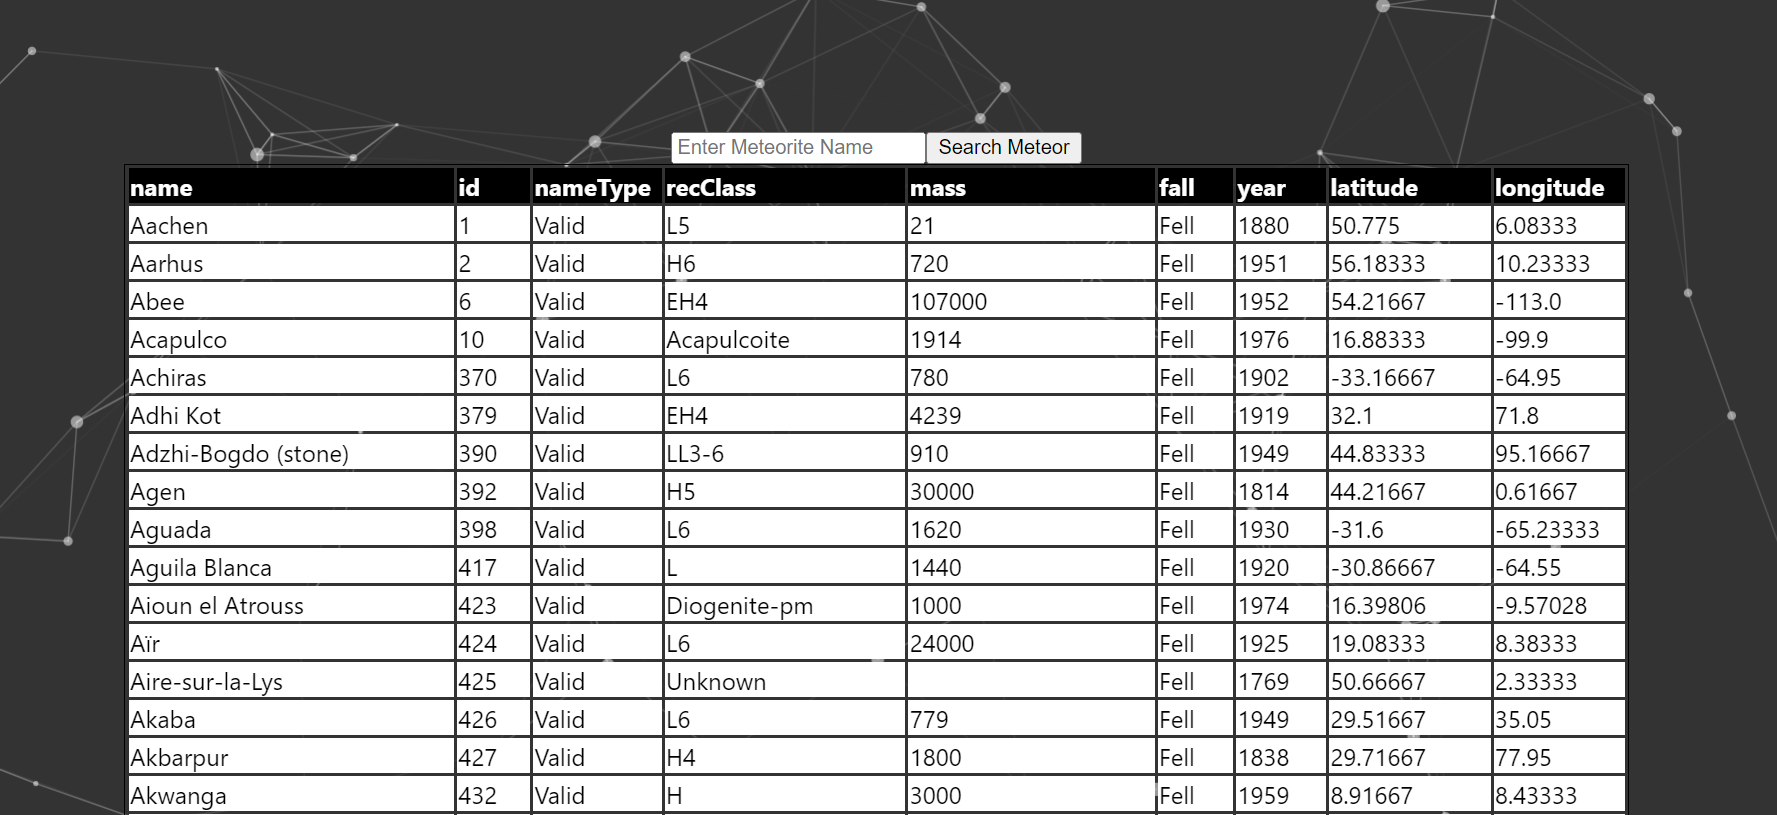 Enter Meteorite Name Search Meteor
name id nameType recClass mass fall year latitude longitude
Aachen 1 Valid L5 21 Fell 1880 50.775 6.08333
Aarhus 2 Valid H6 720 Fell 1951 56.18333 10.23333
Abee 6 Valid EH4 107000 Fell 1952 54.21667 -113.0
Acapulco 10 Valid Acapulcoite 1914 Fell 1976 16.88333 -99.9
Achiras 370 Valid L6 780 Fell 1902 -33.16667 -64.95
Adhi Kot 379 Valid EH4 4239 Fell 1919 32.1 71.8
Adzhi-Bogdo (stone) 390 Valid LL3-6 910 Fell 1949 44.83333 95.16667
Agen 392 Valid H5 30000 Fell 1814 44.21667 0.61667
Aguada 398 Valid L6 1620 Fell 1930 -31.6 -65.23333
Aguila Blanca 417 Valid L 1440 Fell 1920 -30.86667 -64.55
Aioun el Atrouss 423 Valid Diogenite-pm 1000 Fell 1974 16.39806 -9.57028
Aïr 424 Valid L6 24000 Fell 1925 19.08333 8.38333
Aire-sur-la-Lys 425 Valid Unknown Fell 1769 50.66667 2.33333
Akaba 426 Valid L6 779 Fell 1949 29.51667 35.05
Akbarpur 427 Valid H4 1800 Fell 1838 29.71667 77.95
Akwanga 432 Valid H 3000 Fell 1959 8.91667 8.43333